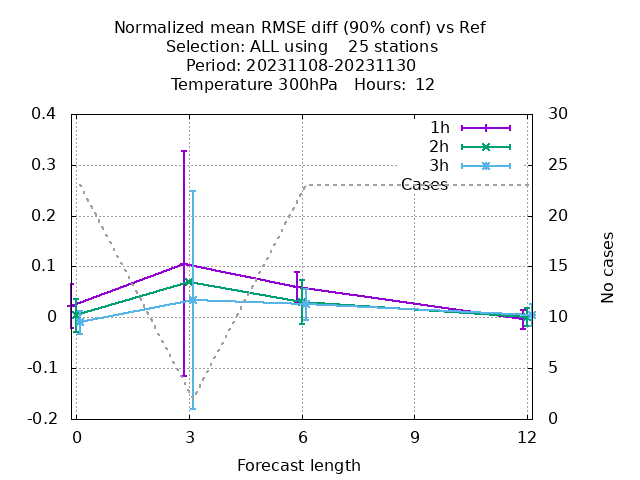 Normalized mean RMSE diff (90% conf) vs Ref
Selection: ALL using    25 stations
Period: 20231108-20231130
Temperature 300hPa   Hours:  12
0.4
0.3
0.2
0.1
0
-0.1
-0.2
30
25
20
15
10
5
0
1h
2h
3h
Cases
No cases
0
3
6
9
12
Forecast length